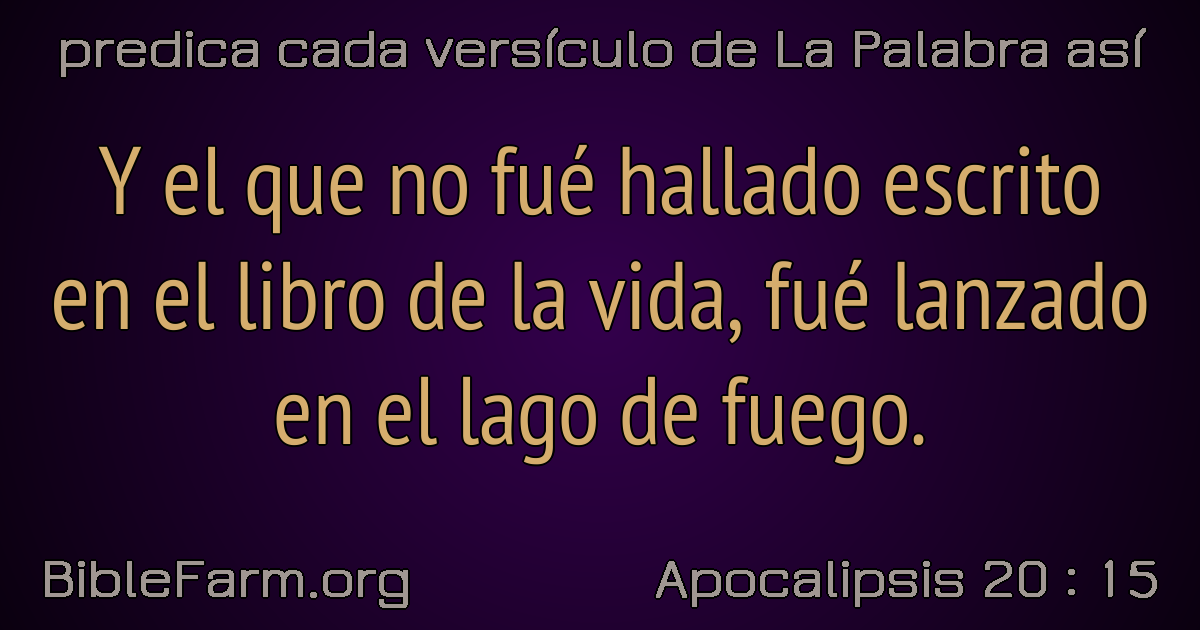 predica cada versículo de La Palabra así
Y el que no fué hallado escrito
en el libro de la vida, fué lanzado
en el lago de fuego.
BibleFarm.org
Apocalipsis 20 : 15